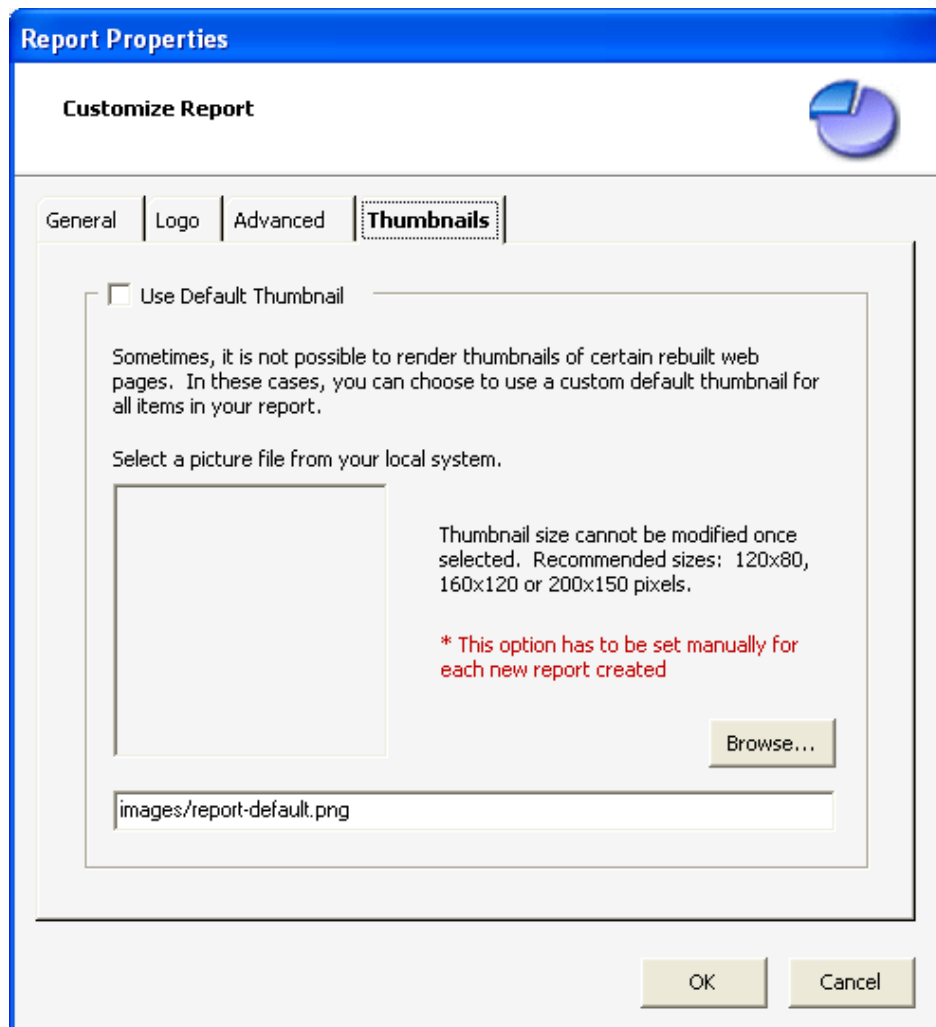 Report Properties
Customize Report
General
Logo
Advanced
Thumbnails
Use Default Thumbnail
Sometimes, it is not possible to render thumbnails of certain rebuilt web
pages.  In these cases, you can choose to use a custom default thumbnail for
all items in your report.
Select a picture file from your local system.
Thumbnail size cannot be modified once
selected.  Recommended sizes:  120x80,
160x120 or 200x150 pixels.
* This option has to be set manually for
each new report created
Browse...
images/report-default.png
OK
Cancel